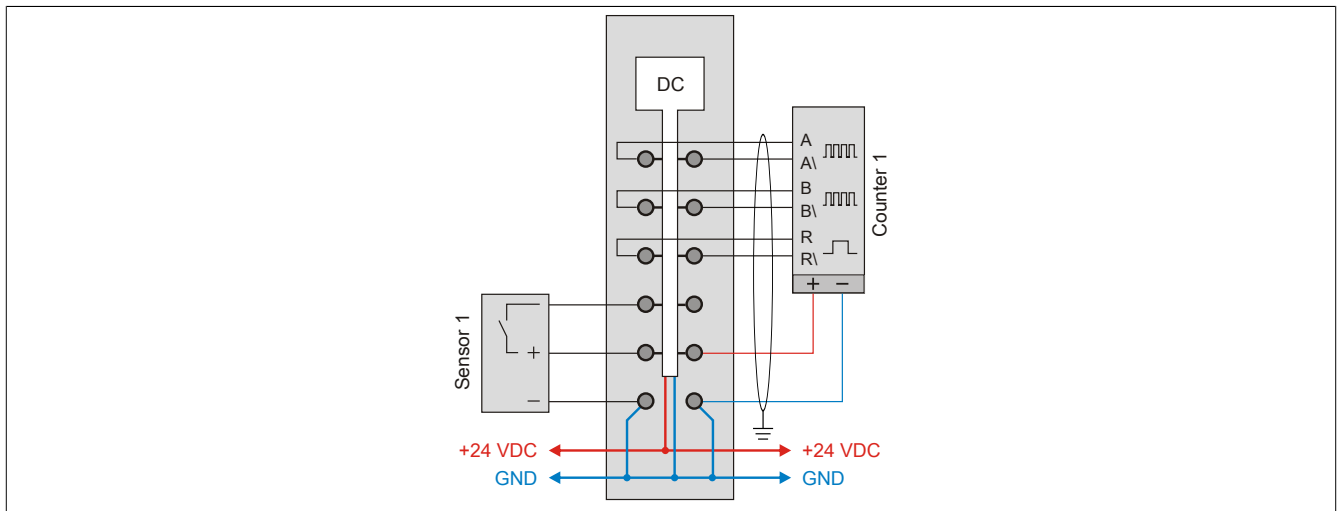 DC
A
A\
B
B\
R
R\
+ −
Counter 1
Sensor 1
+
−
+24 VDC
+24 VDC
GND
GND